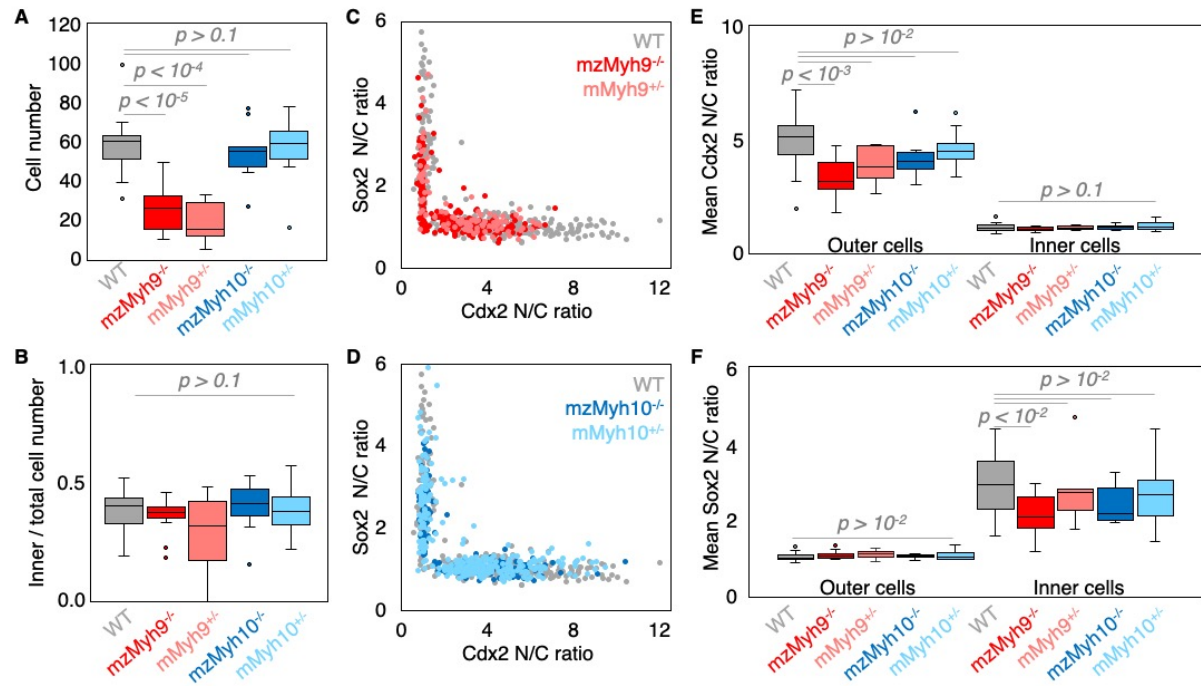 A
Cell number
120
100
80
60
40
20
0
p > 0.1
p < 10⁻⁴
p < 10⁻⁵
WT
mzMyh9⁻/⁻
mMyh9⁺/⁻
mzMyh10⁻/⁻
mMyh10⁺/⁻
B
Inner / total cell number
1.0
0.5
0.0
p > 0.1
WT
mzMyh9⁻/⁻
mMyh9⁺/⁻
mzMyh10⁻/⁻
mMyh10⁺/⁻
C
Sox2 N/C ratio
6
4
2
0
WT
mzMyh9⁻/⁻
mMyh9⁺/⁻
0 4 8 12
Cdx2 N/C ratio
D
Sox2 N/C ratio
6
4
2
0
WT
mzMyh10⁻/⁻
mMyh10⁺/⁻
0 4 8 12
Cdx2 N/C ratio
E
Mean Cdx2 N/C ratio
10
5
0
p > 10⁻²
p < 10⁻³
p > 0.1
Outer cells Inner cells
WT
mzMyh9⁻/⁻
mMyh9⁺/⁻
mzMyh10⁻/⁻
mMyh10⁺/⁻
WT
mzMyh9⁻/⁻
mMyh9⁺/⁻
mzMyh10⁻/⁻
mMyh10⁺/⁻
F
Mean Sox2 N/C ratio
6
4
2
0
p > 10⁻²
p < 10⁻²
p > 10⁻²
Outer cells Inner cells
WT
mzMyh9⁻/⁻
mMyh9⁺/⁻
mzMyh10⁻/⁻
mMyh10⁺/⁻
WT
mzMyh9⁻/⁻
mMyh9⁺/⁻
mzMyh10⁻/⁻
mMyh10⁺/⁻